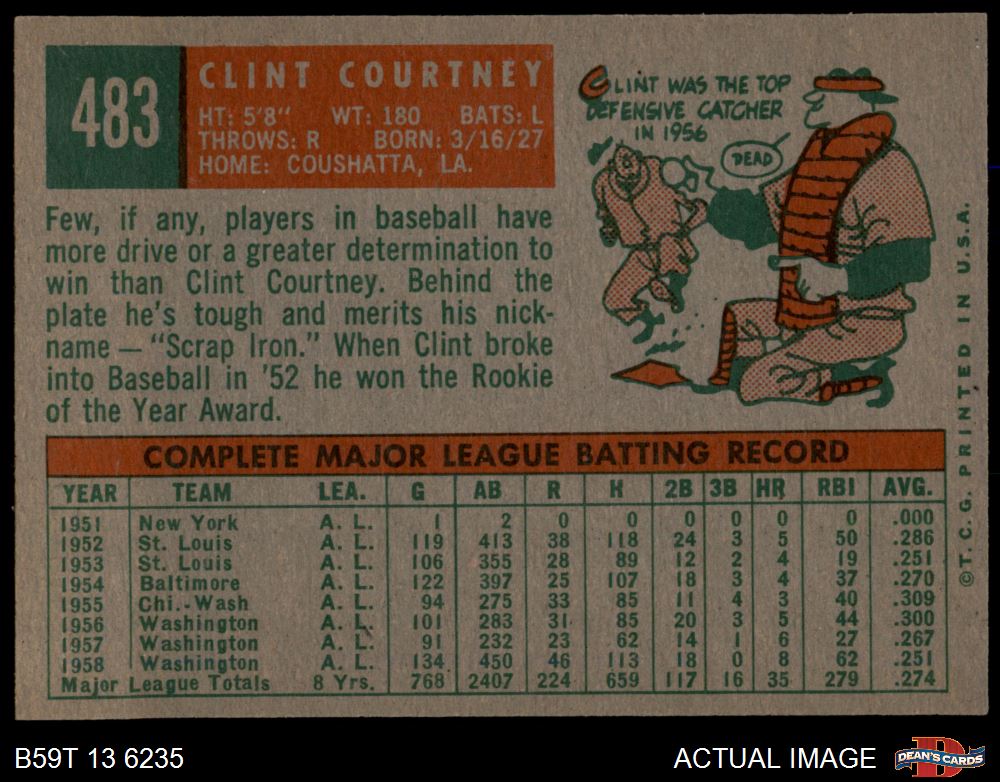 483
CLINT COURTNEY
HT: 5'8" WT: 180 BATS: L
THROWS: R BORN: 3/16/27
HOME: COUSHATTA, LA.
CLINT WAS THE TOP
DEFENSIVE CATCHER
IN 1956
DEAD
Few, if any, players in baseball have
more drive or a greater determination to
win than Clint Courtney. Behind the
plate he's tough and merits his nick-
name — "Scrap Iron." When Clint broke
into Baseball in '52 he won the Rookie
of the Year Award.
COMPLETE MAJOR LEAGUE BATTING RECORD
YEAR TEAM LEA. G AB R H 2B 3B HR RBI AVG.
1951 New York A. L. 1 2 0 0 0 0 0 0 .000
1952 St. Louis A. L. 119 413 38 118 24 3 5 50 .286
1953 St. Louis A. L. 106 355 28 89 12 2 4 19 .251
1954 Baltimore A. L. 122 397 25 107 18 3 4 37 .270
1955 Chi.-Wash A. L. 94 275 33 85 11 4 3 40 .309
1956 Washington A. L. 101 283 31 85 20 3 5 44 .300
1957 Washington A. L. 91 232 23 62 14 1 6 27 .267
1958 Washington A. L. 134 450 46 113 18 0 8 62 .251
Major League Totals 8 Yrs. 768 2407 224 659 117 16 35 279 .274
© T. C. G. PRINTED IN U.S.A.
B59T 13 6235
ACTUAL IMAGE
D
DEAN'S CARDS